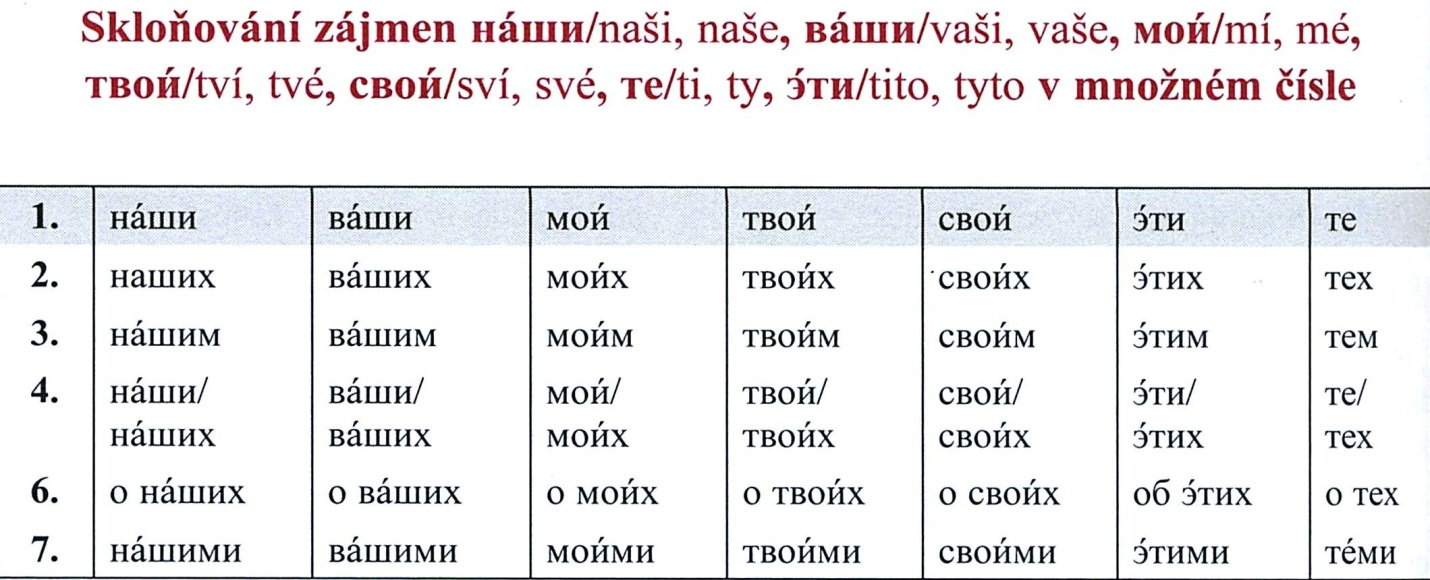 Skloňování zájmen на́ши/naši, naše, ва́ши/vaši, vaše, мои́/mí, mé,
твои́/tví, tvé, свои́/sví, své, те/ti, ty, э́ти/tito, tyto v množném čísle
1. на́ши ва́ши мои́ твои́ свои́ э́ти те
2. наших ва́ших мои́х твои́х свои́х э́тих тех
3. на́шим ва́шим мои́м твои́м свои́м э́тим тем
4. на́ши/ ва́ши/ мои́/ твои́/ свои́/ э́ти/ те/
на́ших ва́ших мои́х твои́х свои́х э́тих тех
6. о на́ших о ва́ших о мои́х о твои́х о свои́х об э́тих о тех
7. на́шими ва́шими мои́ми твои́ми свои́ми э́тими те́ми